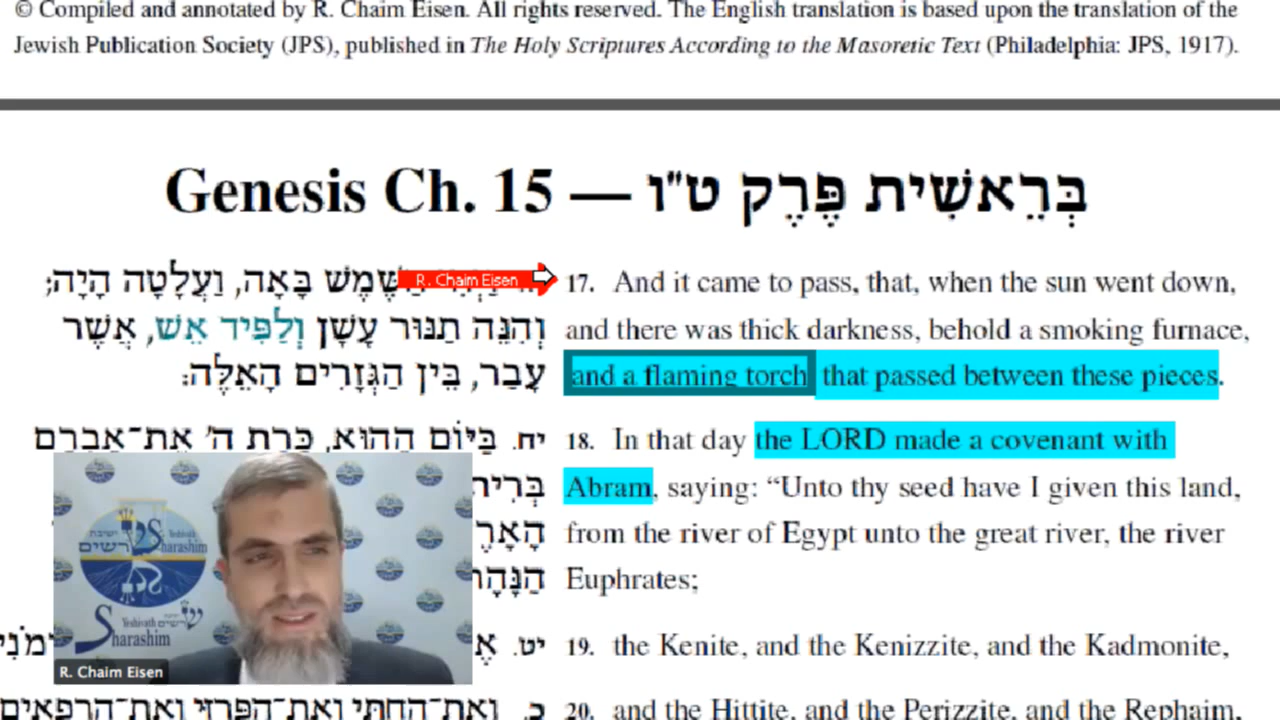 © Compiled and annotated by R. Chaim Eisen. All rights reserved. The English translation is based upon the translation of the
Jewish Publication Society (JPS), published in The Holy Scriptures According to the Masoretic Text (Philadelphia: JPS, 1917).
Genesis Ch. 15 — בְּרֵאשִׁית פֶּרֶק ט"ו
הַשֶּׁמֶשׁ בָּאָה, וַעֲלָטָה הָיָה;
וְהִנֵּה תַנּוּר עָשָׁן וְלַפִּיד אֵשׁ, אֲשֶׁר
עָבַר, בֵּין הַגְּזָרִים הָאֵלֶּה:
R. Chaim Eisen
17. And it came to pass, that, when the sun went down,
and there was thick darkness, behold a smoking furnace,
and a flaming torch that passed between these pieces.
יח. בַּיּוֹם הַהוּא, כָּרַת ה' אֶת־אַבְרָם
18. In that day the LORD made a covenant with
Abram, saying: “Unto thy seed have I given this land,
from the river of Egypt unto the great river, the river
Euphrates;
יט.
19. the Kenite, and the Kenizzite, and the Kadmonite,
כ. וְאֶת־הַחִתִּי וְאֶת־הַפְּרִזִּי וְאֶת־הָרְפָאִים
20. and the Hittite, and the Perizzite, and the Rephaim,
ישיבת
שרשים
Yeshivath
Sharashim
Yeshivath
Sharashim
R. Chaim Eisen